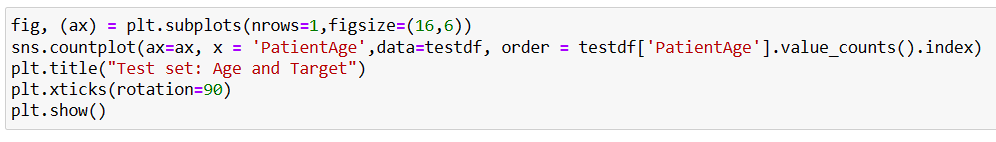 fig, (ax) = plt.subplots(nrows=1,figsize=(16,6))
sns.countplot(ax=ax, x = 'PatientAge',data=testdf, order = testdf['PatientAge'].value_counts().index)
plt.title("Test set: Age and Target")
plt.xticks(rotation=90)
plt.show()